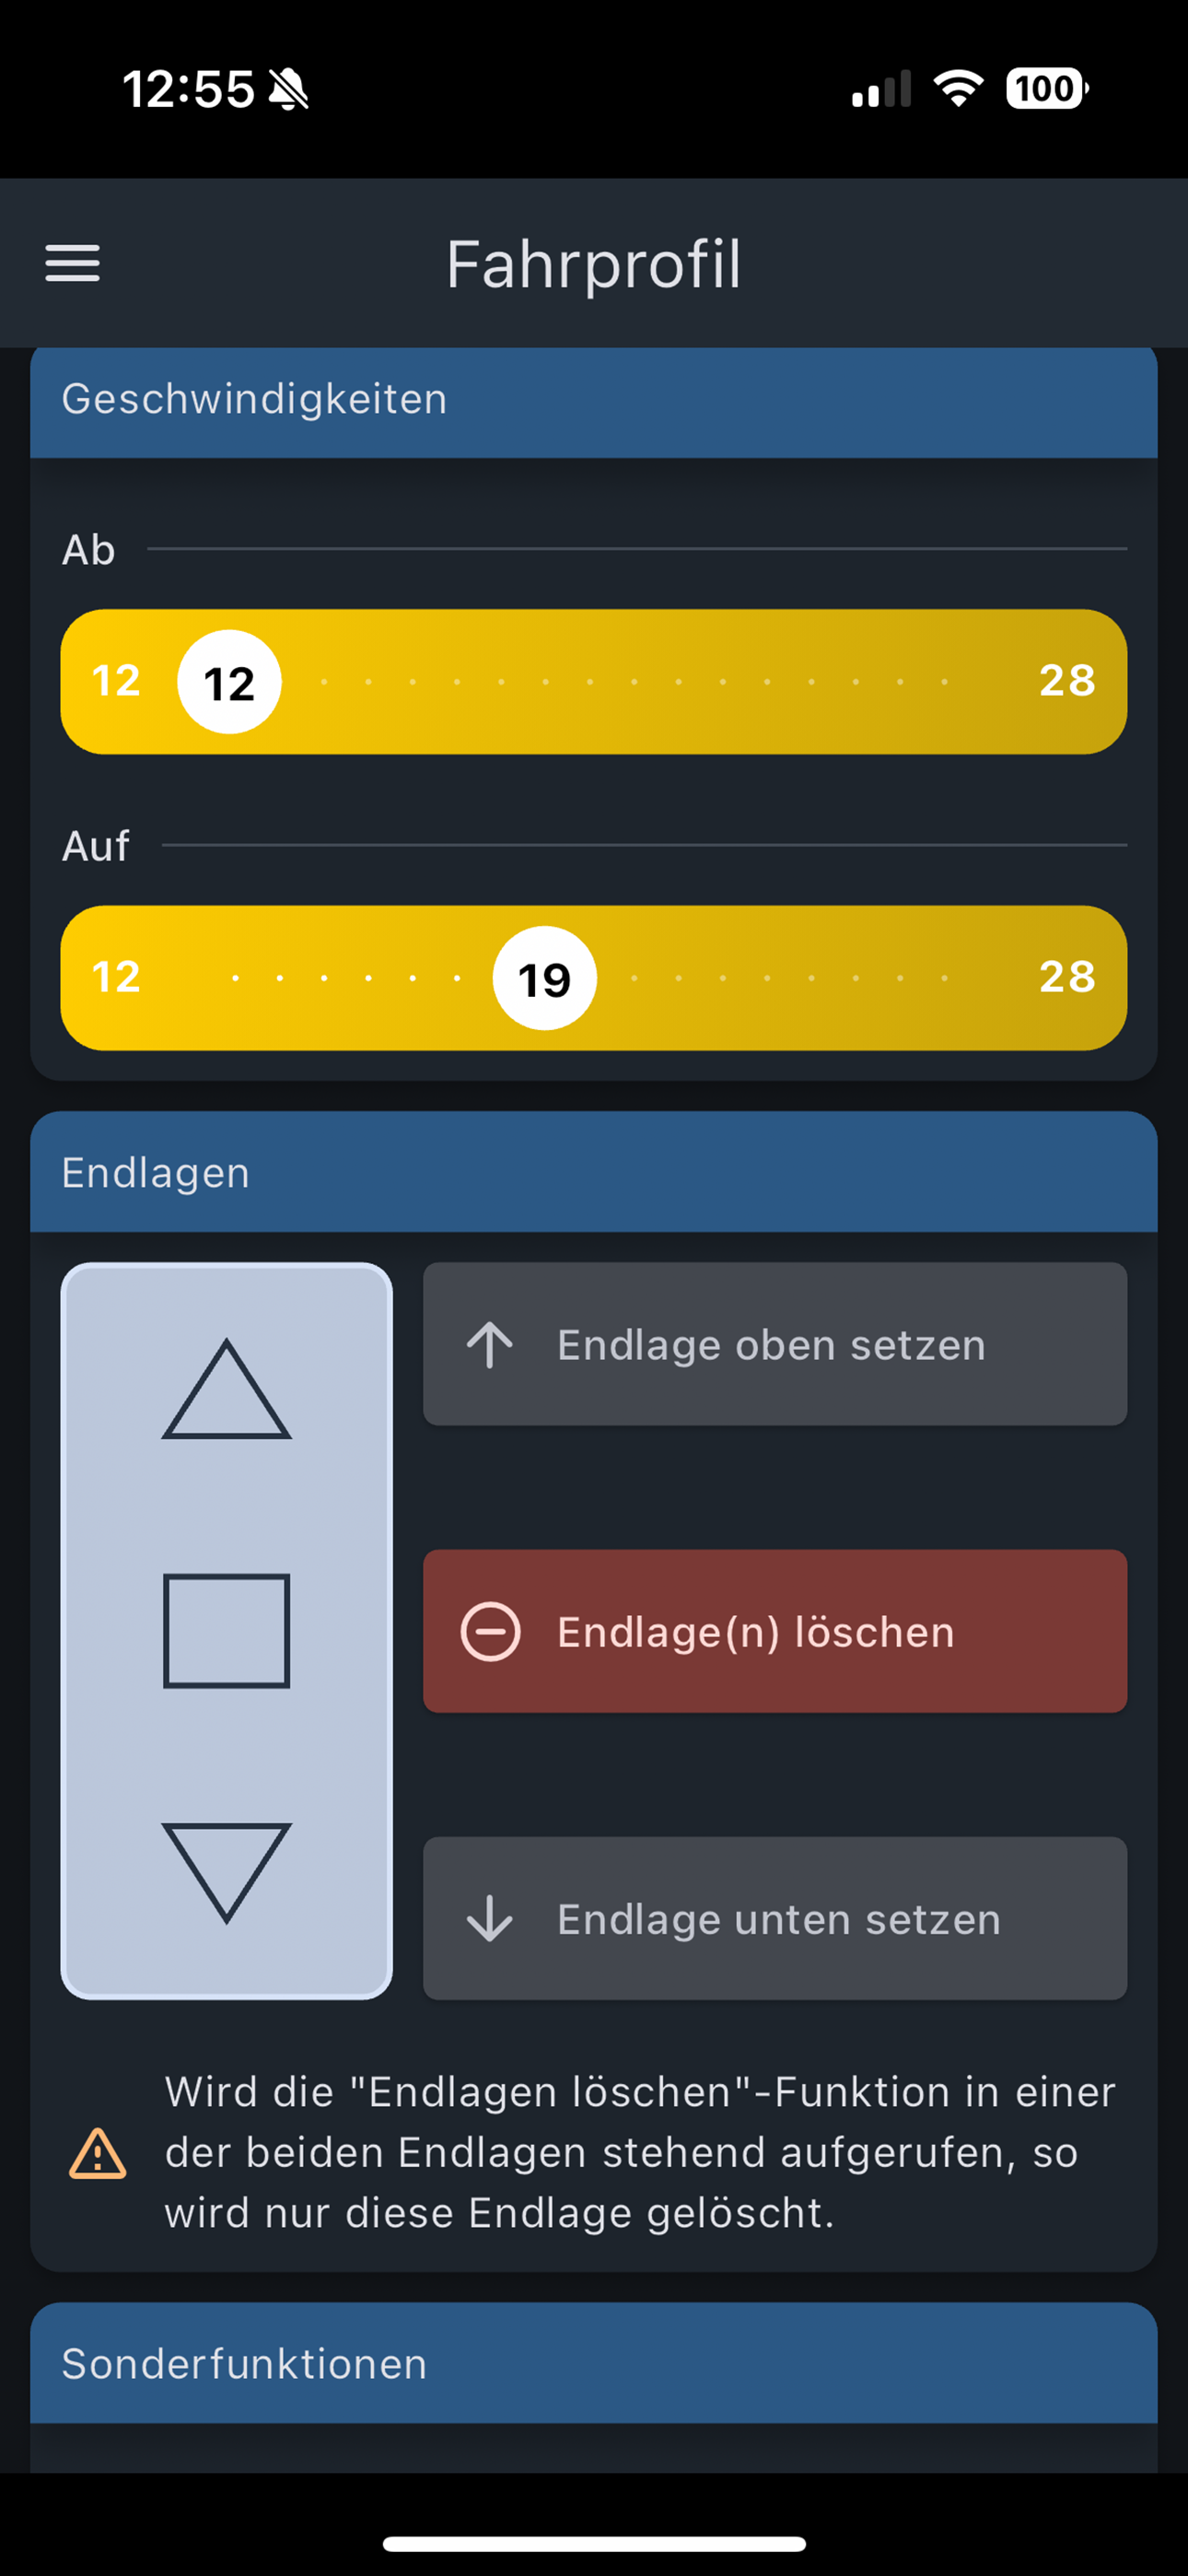 12:55
100
Fahrprofil
Geschwindigkeiten
Ab
12 12 28
Auf
12 19 28
Endlagen
Endlage oben setzen
Endlage(n) löschen
Endlage unten setzen
Wird die "Endlagen löschen"-Funktion in einer
der beiden Endlagen stehend aufgerufen, so
wird nur diese Endlage gelöscht.
Sonderfunktionen